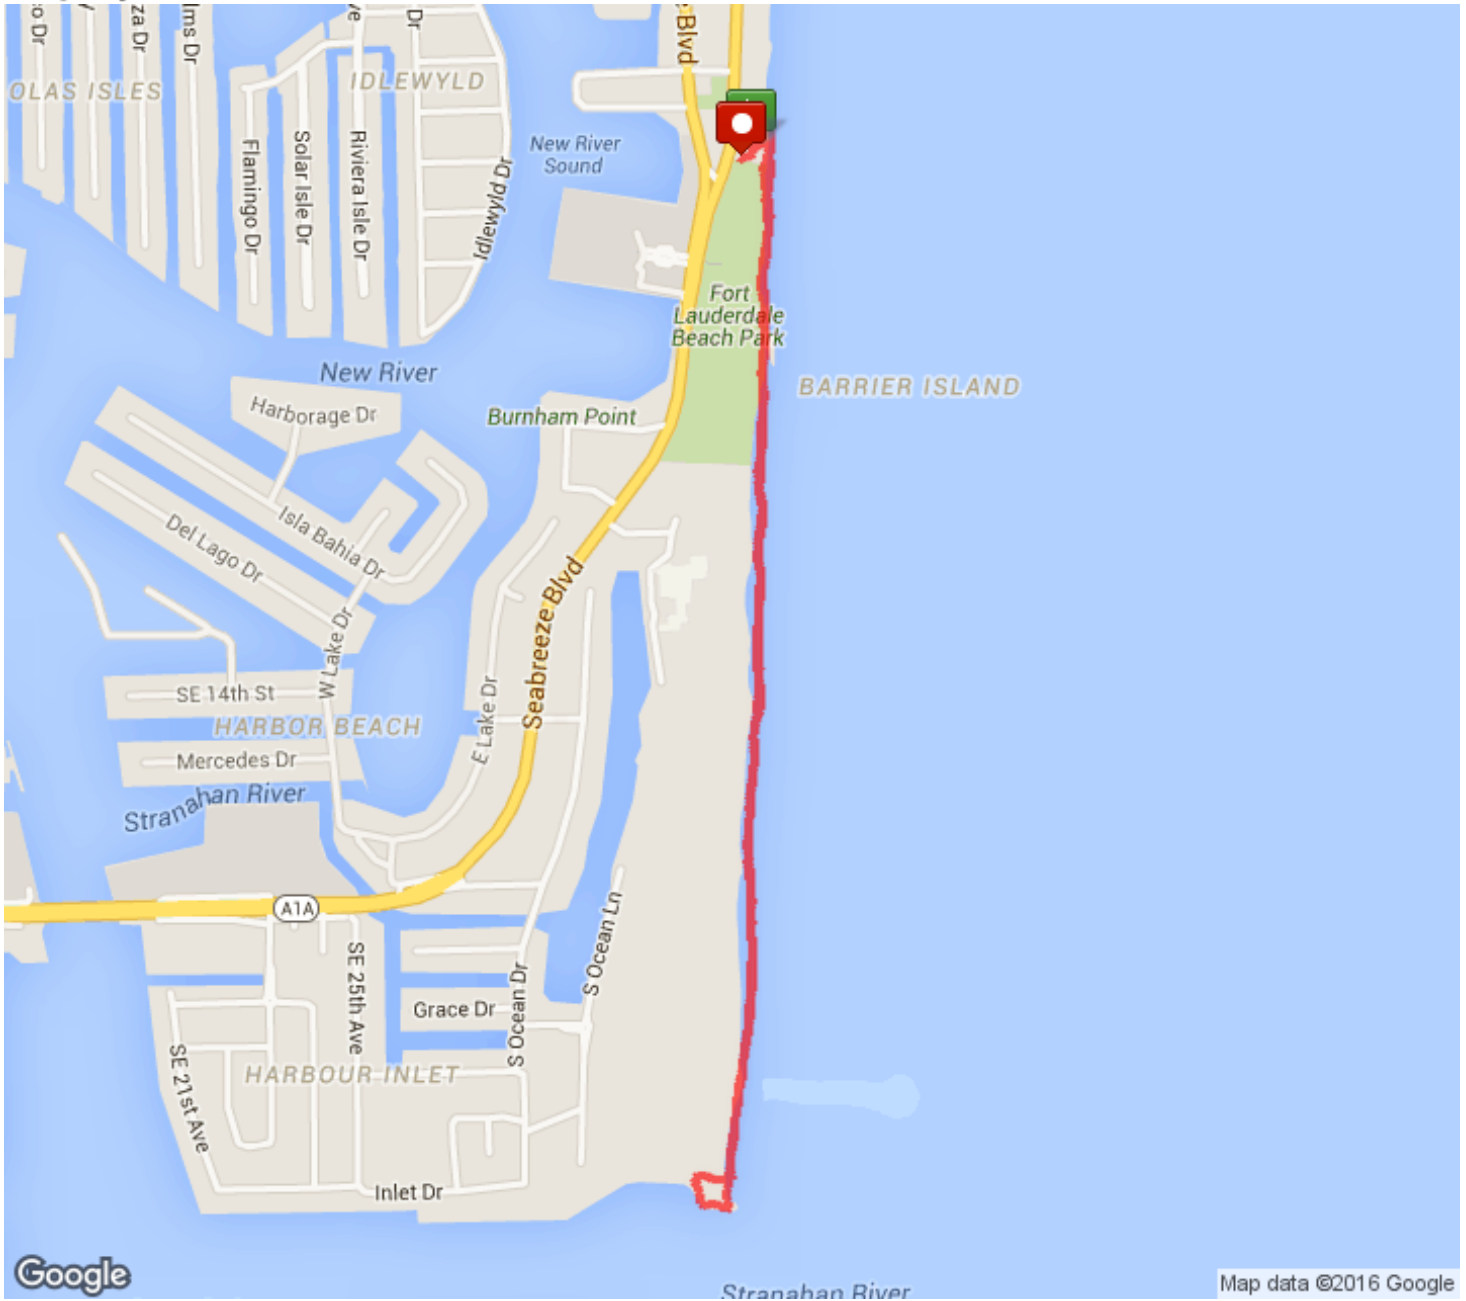 Blvd
IDLEWYLD
OLAS ISLES
New River
Sound
Flamingo Dr
Solar Isle Dr
Riviera Isle Dr
Idlewyld Dr
Fort
Lauderdale
Beach Park
New River
BARRIER ISLAND
Harborage Dr
Burnham Point
Isla Bahia Dr
Del Lago Dr
Seabreeze Blvd
W Lake Dr
SE 14th St
E Lake Dr
HARBOR BEACH
Mercedes Dr
Stranahan River
A1A
S Ocean Ln
SE 25th Ave
S Ocean Dr
Grace Dr
SE 21st Ave
HARBOUR INLET
Inlet Dr
Google
Map data ©2016 Google
Stranahan River